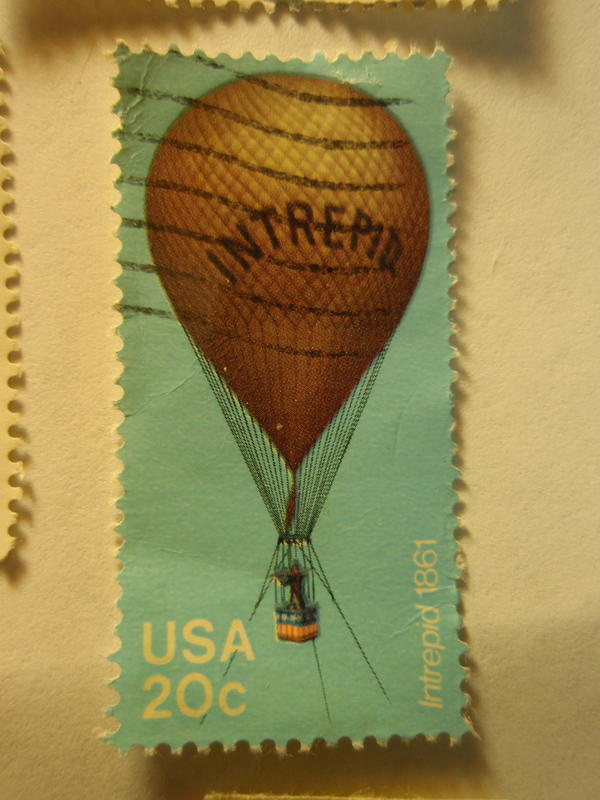 INTREPID
USA
20c
Intrepid 1861